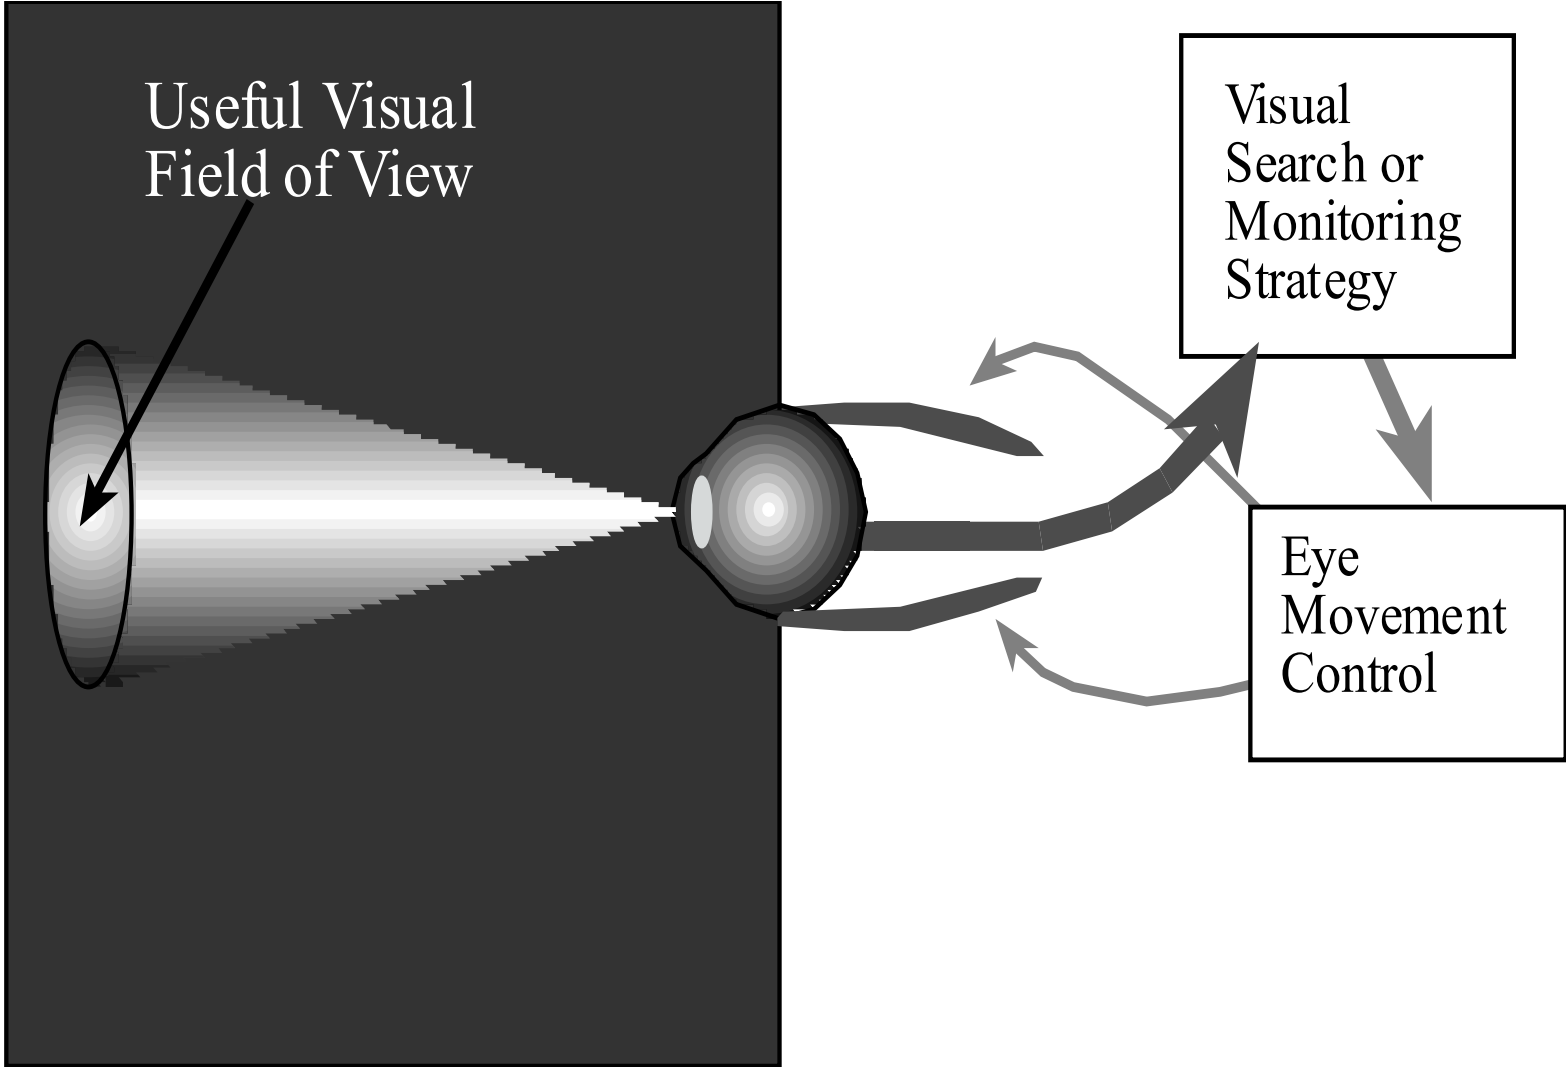 Useful Visual
Field of View
Visual
Search or
Monitoring
Strategy
Eye
Movement
Control